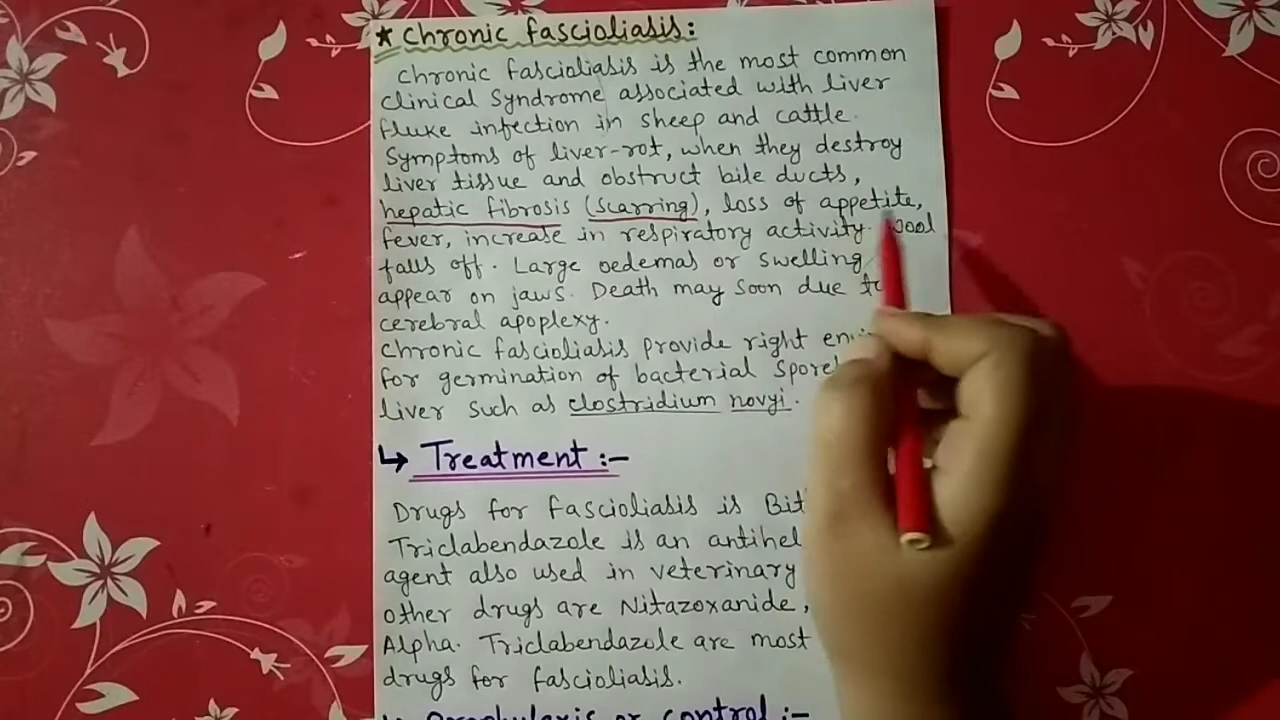 * Chronic fascioliasis:
Chronic fascioliasis is the most common
clinical syndrome associated with liver
fluke infection in sheep and cattle.
Symptoms of liver-rot, when they destroy
liver tissue and obstruct bile ducts,
hepatic fibrosis (scarring), loss of appetite,
fever, increase in respiratory activity. Wool
falls off. Large oedemas or swelling
appear on jaws. Death may soon due to
cerebral apoplexy.
Chronic fascioliasis provide right
for germination of bacterial
liver such as clostridium novyi.
↳ Treatment :-
Drugs for fascioliasis is
Triclabendazole is an
agent also used in veterinary
other drugs are Nitazoxanide,
Alpha. Triclabendazole are most
drugs for fascioliasis.
or control :-